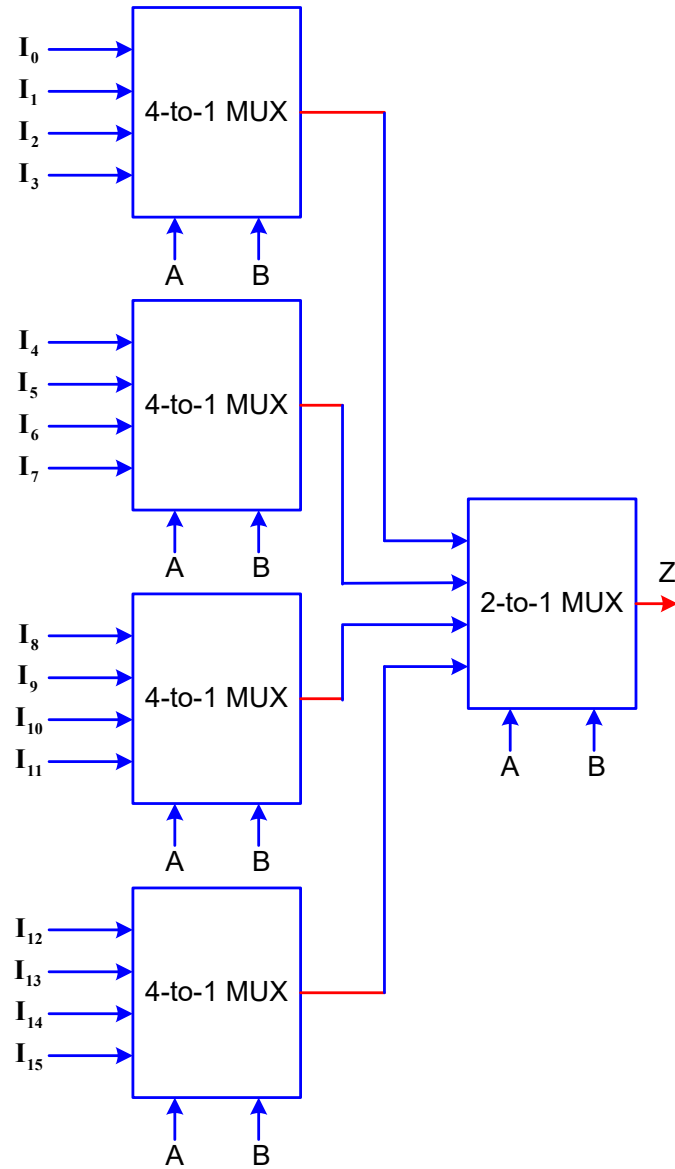 I₀
I₁
I₂
I₃
4-to-1 MUX
A B
I₄
I₅
I₆
I₇
4-to-1 MUX
A B
I₈
I₉
I₁₀
I₁₁
4-to-1 MUX
A B
I₁₂
I₁₃
I₁₄
I₁₅
4-to-1 MUX
A B
2-to-1 MUX
Z
A B